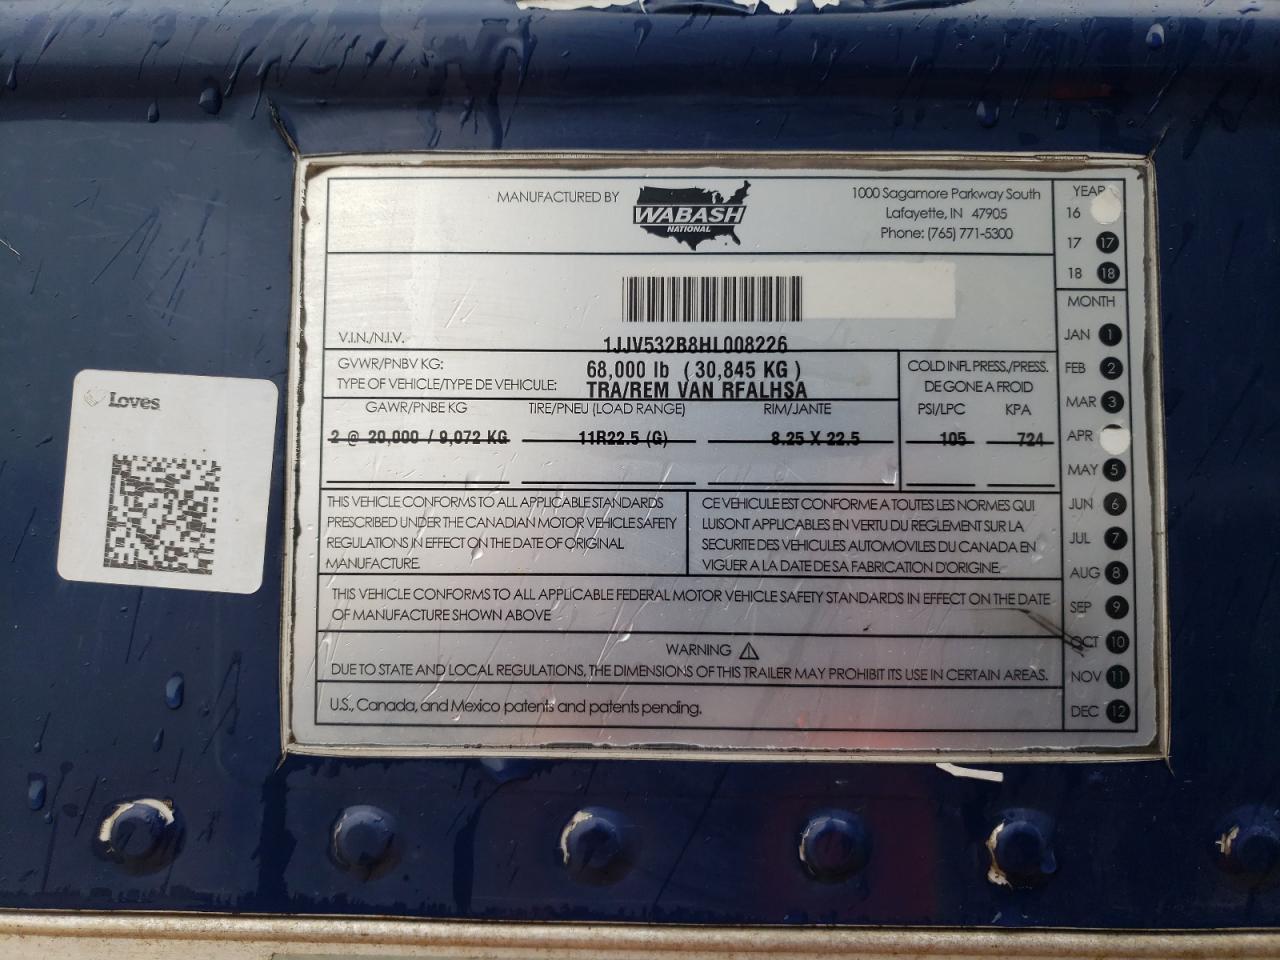 MANUFACTURED BY
WABASH
NATIONAL
1000 Sagamore Parkway South
Lafayette, IN 47905
Phone: (765) 771-5300
YEAR
16
17 17
18 18
V.I.N./N.I.V.
1JJV532B8HL008226
GVWR/PNBV KG: 68,000 lb ( 30,845 KG )
TYPE OF VEHICLE/TYPE DE VEHICULE: TRA/REM VAN RFALHSA
COLD INFL. PRESS./PRESS.
DE GONE A FROID
GAWR/PNBE KG TIRE/PNEU (LOAD RANGE) RIM/JANTE PSI/LPC KPA
2 @ 20,000 / 9,072 KG 11R22.5 (G) 8.25 X 22.5 105 724
THIS VEHICLE CONFORMS TO ALL APPLICABLE STANDARDS
PRESCRIBED UNDER THE CANADIAN MOTOR VEHICLE SAFETY
REGULATIONS IN EFFECT ON THE DATE OF ORIGINAL
MANUFACTURE.
CE VEHICULE EST CONFORME A TOUTES LES NORMES QUI
LUISONT APPLICABLES EN VERTU DU REGLEMENT SUR LA
SECURITE DES VEHICULES AUTOMOVILES DU CANADA EN
VIGUER A LA DATE DE SA FABRICATION D'ORIGINE.
THIS VEHICLE CONFORMS TO ALL APPLICABLE FEDERAL MOTOR VEHICLE SAFETY STANDARDS IN EFFECT ON THE DATE
OF MANUFACTURE SHOWN ABOVE
WARNING
DUE TO STATE AND LOCAL REGULATIONS, THE DIMENSIONS OF THIS TRAILER MAY PROHIBIT ITS USE IN CERTAIN AREAS.
U.S., Canada, and Mexico patents and patents pending.
MONTH
JAN 1
FEB 2
MAR 3
APR
MAY 5
JUN 6
JUL 7
AUG 8
SEP 9
OCT 10
NOV 11
DEC 12
Loves